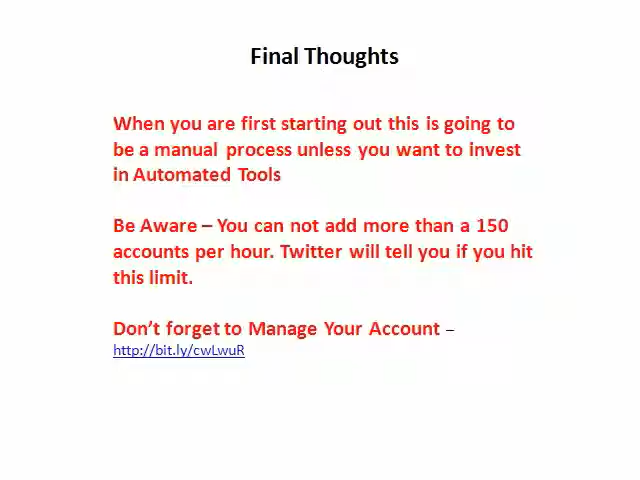 Final Thoughts
When you are first starting out this is going to
be a manual process unless you want to invest
in Automated Tools
Be Aware – You can not add more than a 150
accounts per hour. Twitter will tell you if you hit
this limit.
Don’t forget to Manage Your Account –
http://bit.ly/cwLwuR